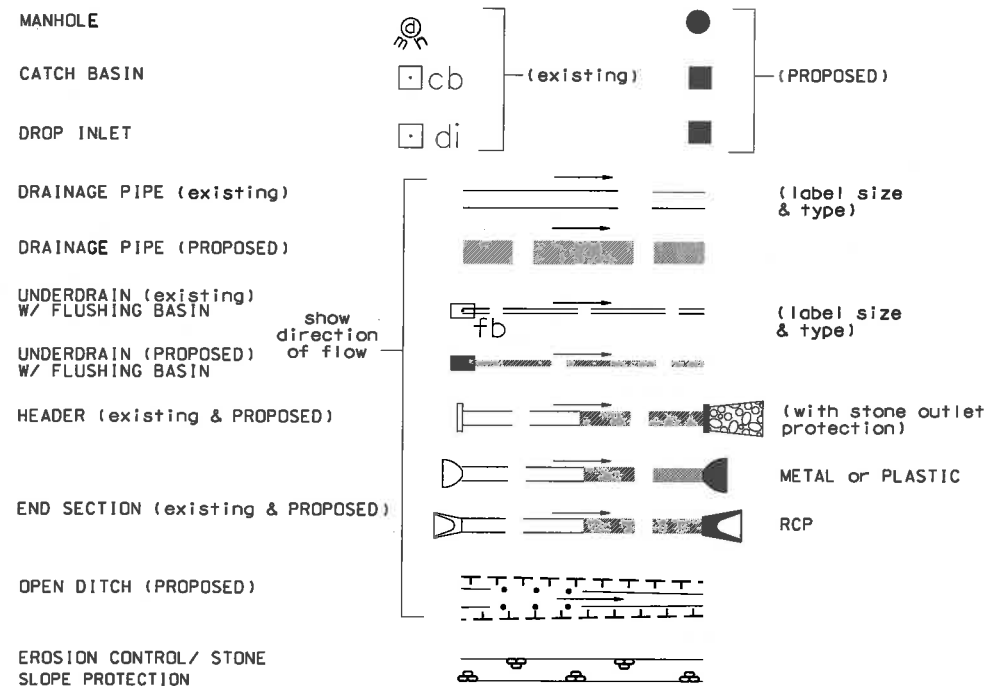 MANHOLE
d
m h
CATCH BASIN
cb
(existing)
(PROPOSED)
DROP INLET
di
DRAINAGE PIPE (existing)
(label size
& type)
DRAINAGE PIPE (PROPOSED)
UNDERDRAIN (existing)
W/ FLUSHING BASIN
fb
(label size
& type)
show
direction
of flow
UNDERDRAIN (PROPOSED)
W/ FLUSHING BASIN
HEADER (existing & PROPOSED)
(with stone outlet
protection)
METAL or PLASTIC
END SECTION (existing & PROPOSED)
RCP
OPEN DITCH (PROPOSED)
EROSION CONTROL/ STONE
SLOPE PROTECTION